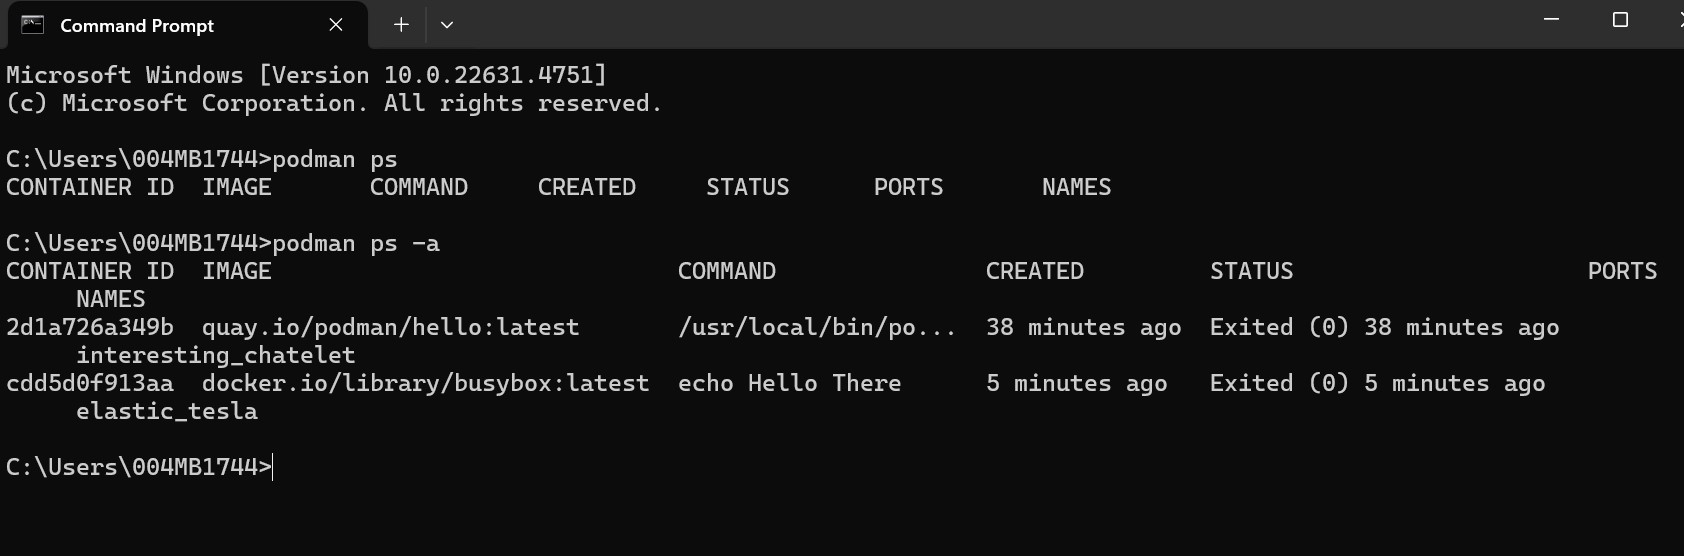 Command Prompt
Microsoft Windows [Version 10.0.22631.4751]
(c) Microsoft Corporation. All rights reserved.
C:\Users\004MB1744>podman ps
CONTAINER ID  IMAGE       COMMAND     CREATED     STATUS      PORTS       NAMES
C:\Users\004MB1744>podman ps -a
CONTAINER ID  IMAGE                             COMMAND               CREATED         STATUS                     PORTS
     NAMES
2d1a726a349b  quay.io/podman/hello:latest       /usr/local/bin/po...  38 minutes ago  Exited (0) 38 minutes ago
     interesting_chatelet
cdd5d0f913aa  docker.io/library/busybox:latest  echo Hello There      5 minutes ago   Exited (0) 5 minutes ago
     elastic_tesla
C:\Users\004MB1744>